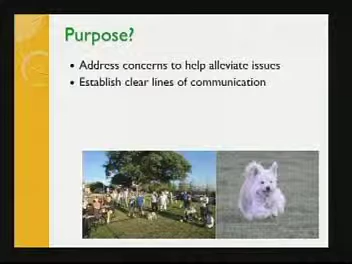 Purpose?
• Address concerns to help alleviate issues
• Establish clear lines of communication